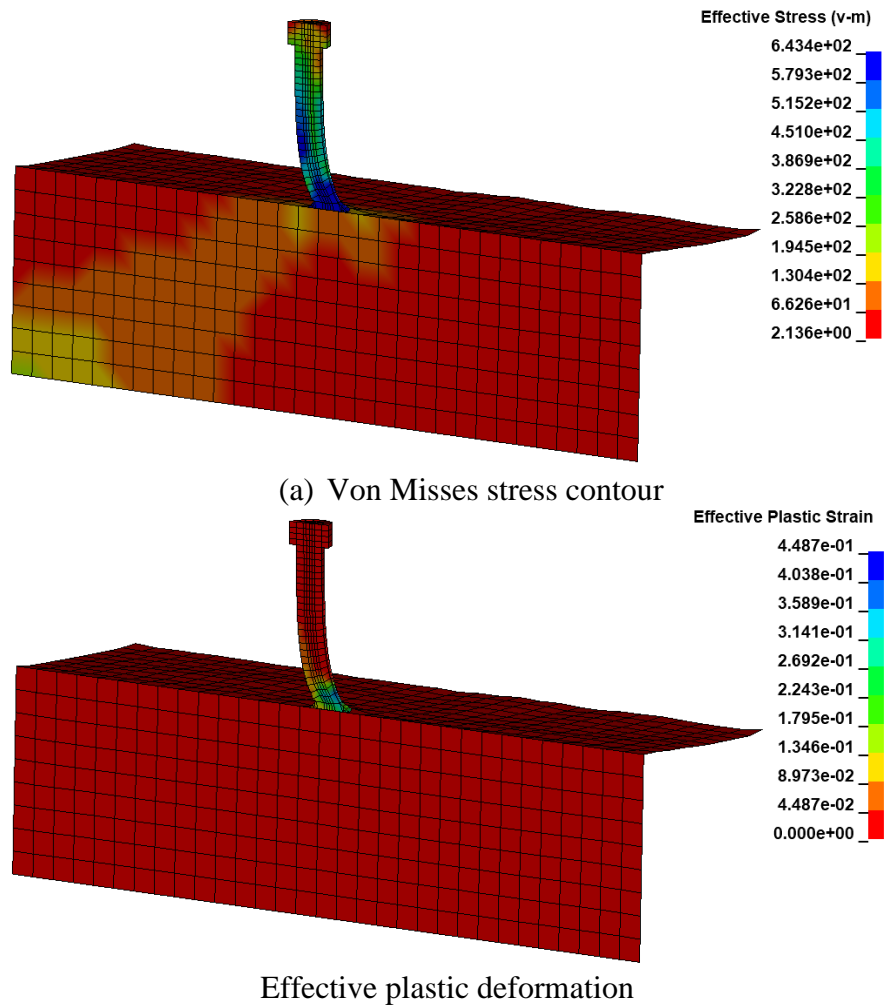 Effective Stress (v-m)
6.434e+02
5.793e+02
5.152e+02
4.510e+02
3.869e+02
3.228e+02
2.586e+02
1.945e+02
1.304e+02
6.626e+01
2.136e+00
(a) Von Misses stress contour
Effective Plastic Strain
4.487e-01
4.038e-01
3.589e-01
3.141e-01
2.692e-01
2.243e-01
1.795e-01
1.346e-01
8.973e-02
4.487e-02
0.000e+00
Effective plastic deformation